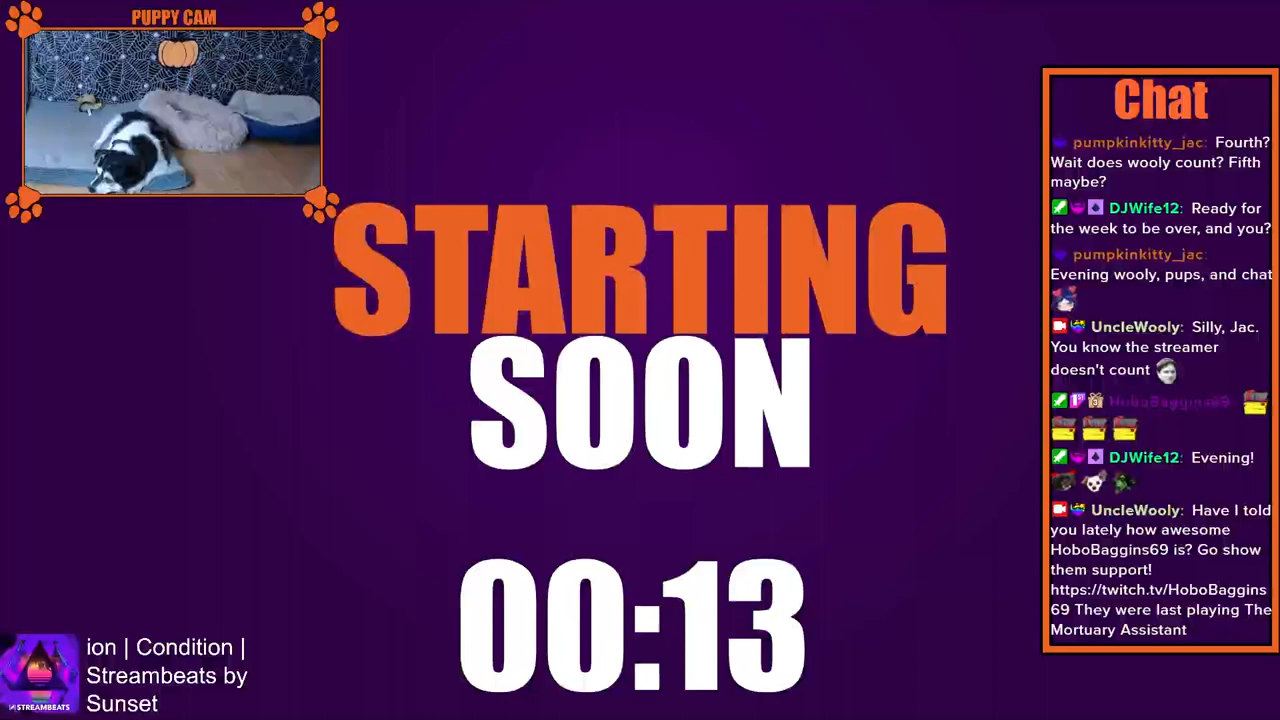 PUPPY CAM
STARTING
SOON
00:13
Chat
pumpkinkitty_jac: Fourth?
Wait does wooly count? Fifth
maybe?
DJWife12: Ready for
the week to be over, and you?
pumpkinkitty_jac:
Evening wooly, pups, and chat
UncleWooly: Silly, Jac.
You know the streamer
doesn't count
HoboBaggins69:
DJWife12: Evening!
UncleWooly: Have I told
you lately how awesome
HoboBaggins69 is? Go show
them support!
https://twitch.tv/HoboBaggins
69 They were last playing The
Mortuary Assistant
ion | Condition |
Streambeats by
Sunset
STREAMBEATS